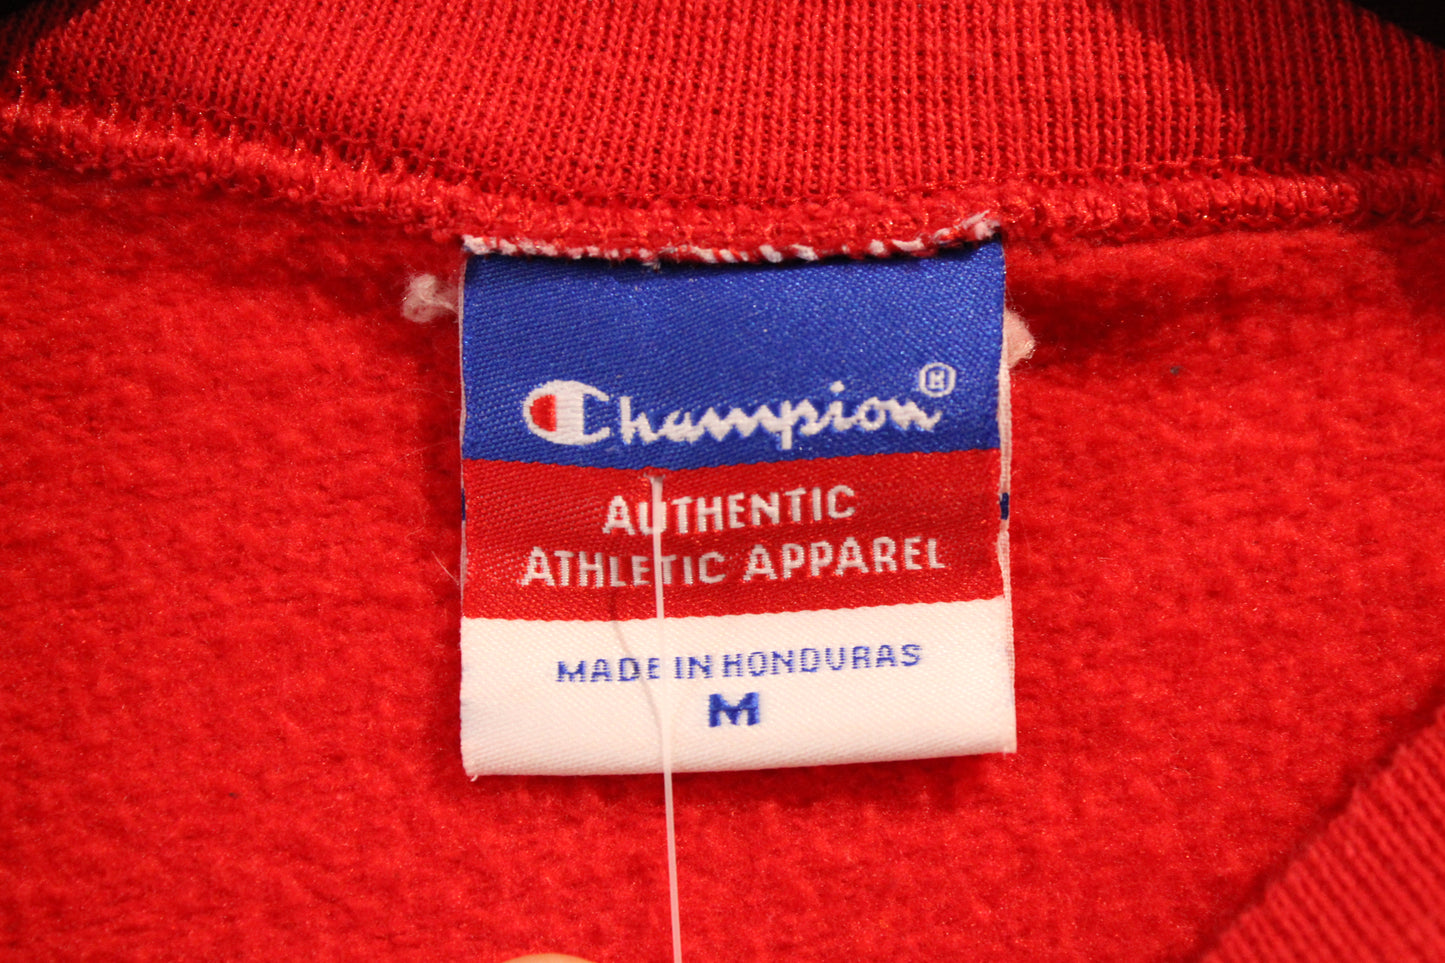 Champion®
AUTHENTIC
ATHLETIC APPAREL
MADE IN HONDURAS
M